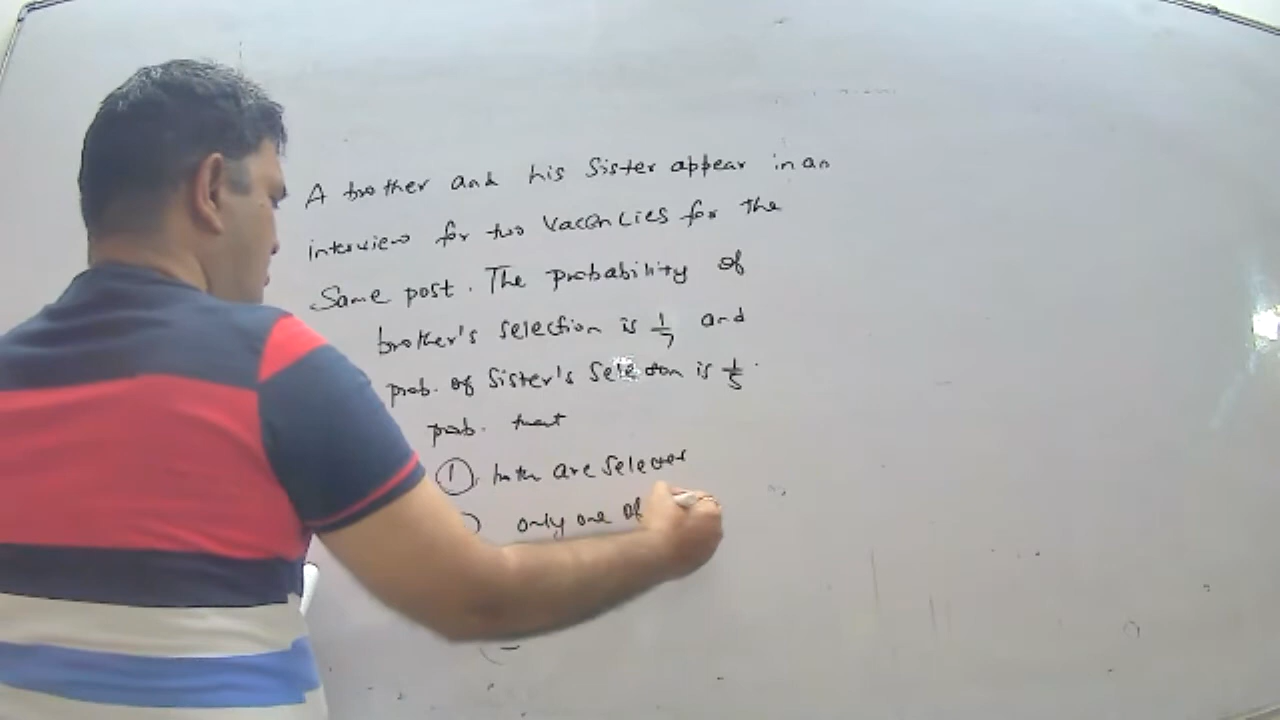 A brother and his Sister appear in an
interview for two vacancies for the
Same post. The probability of
brother's selection is 1/7 and
prob. of Sister's Selection is 1/5.
prob. that
① both are selected
only one of